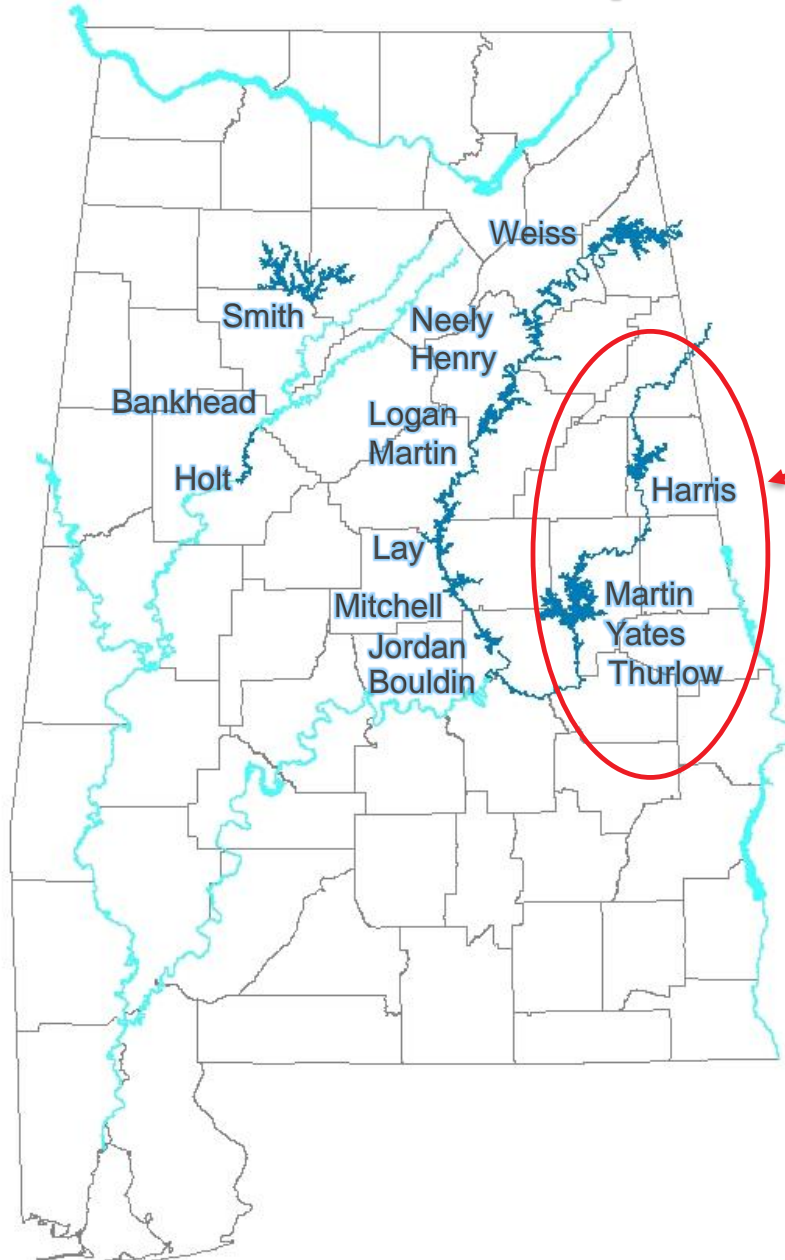 Weiss
Smith
Neely
Henry
Bankhead
Logan
Martin
Holt
Harris
Lay
Mitchell
Jordan
Bouldin
Martin
Yates
Thurlow